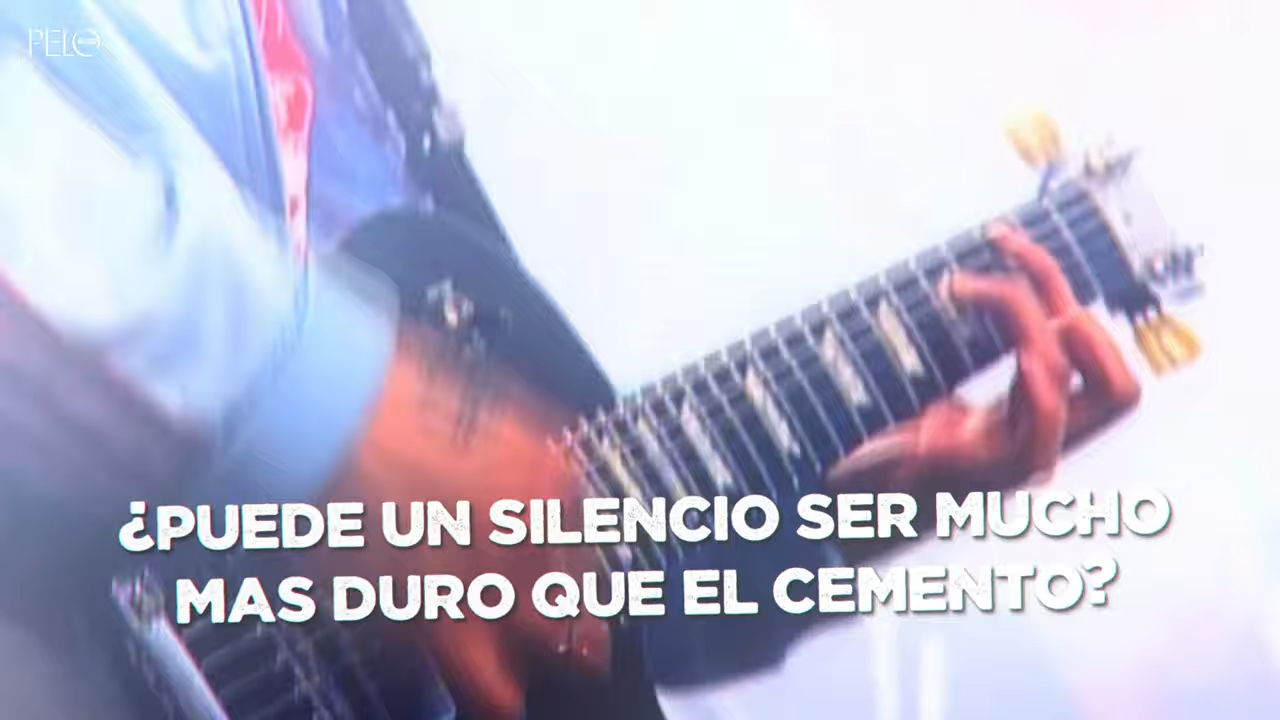 PELO
¿PUEDE UN SILENCIO SER MUCHO
MAS DURO QUE EL CEMENTO?